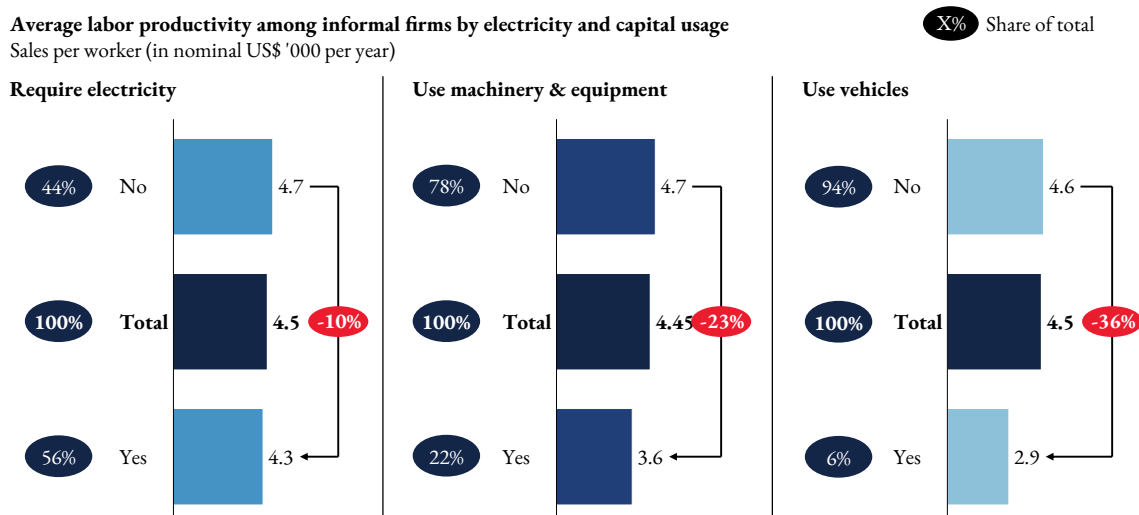 Average labor productivity among informal firms by electricity and capital usage
X% Share of total
Sales per worker (in nominal US$ '000 per year)
Require electricity
44% No 4.7
100% Total 4.5 -10%
56% Yes 4.3
Use machinery & equipment
78% No 4.7
100% Total 4.45 -23%
22% Yes 3.6
Use vehicles
94% No 4.6
100% Total 4.5 -36%
6% Yes 2.9